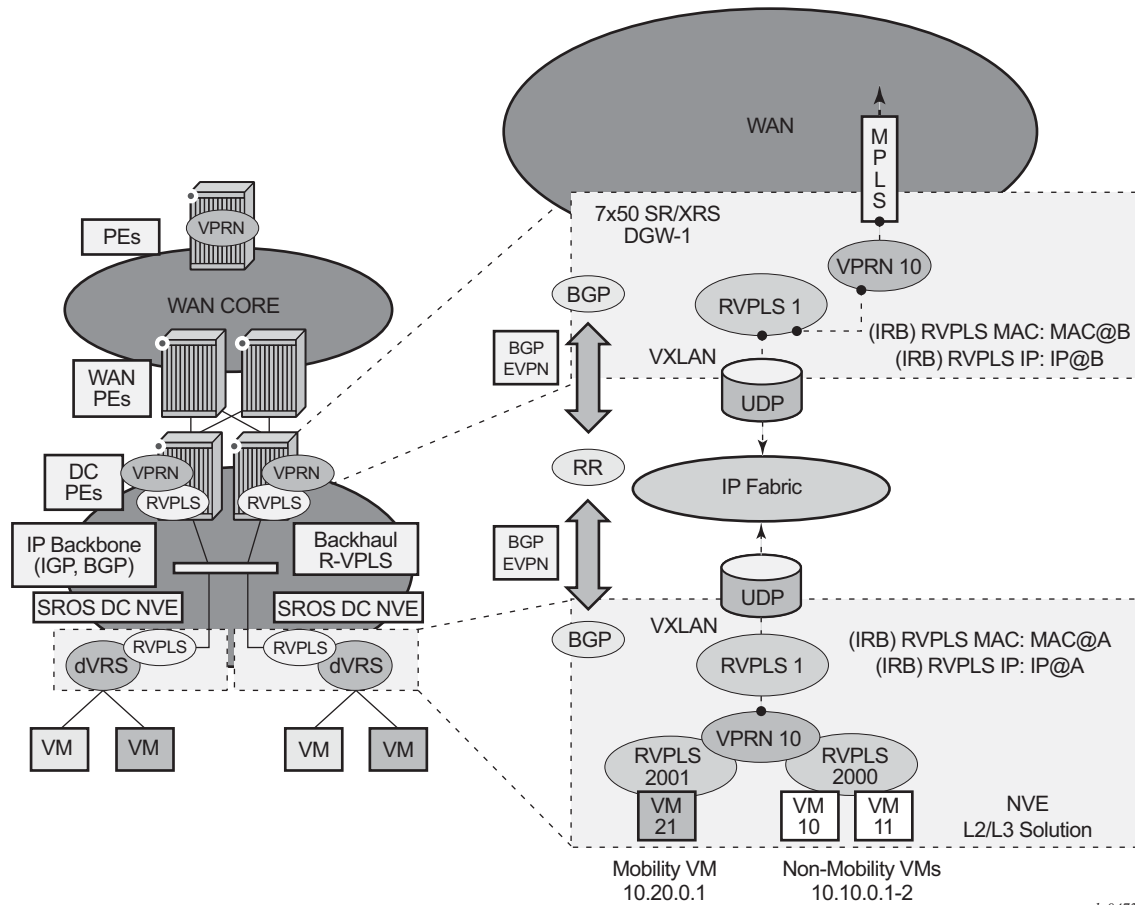 VPRN
PEs
WAN CORE
WAN
PEs
DC
PEs
VPRN
VPRN
RVPLS
RVPLS
IP Backbone
(IGP, BGP)
Backhaul
R-VPLS
SROS DC NVE
SROS DC NVE
RVPLS
RVPLS
dVRS
dVRS
VM
VM
VM
VM
WAN
M
P
L
S
7x50 SR/XRS
DGW-1
VPRN 10
BGP
RVPLS 1
(IRB) RVPLS MAC: MAC@B
(IRB) RVPLS IP: IP@B
BGP
EVPN
VXLAN
UDP
RR
IP Fabric
BGP
EVPN
UDP
VXLAN
BGP
(IRB) RVPLS MAC: MAC@A
(IRB) RVPLS IP: IP@A
RVPLS 1
VPRN 10
RVPLS
2001
RVPLS
2000
VM
21
VM
10
VM
11
NVE
L2/L3 Solution
Mobility VM
10.20.0.1
Non-Mobility VMs
10.10.0.1-2